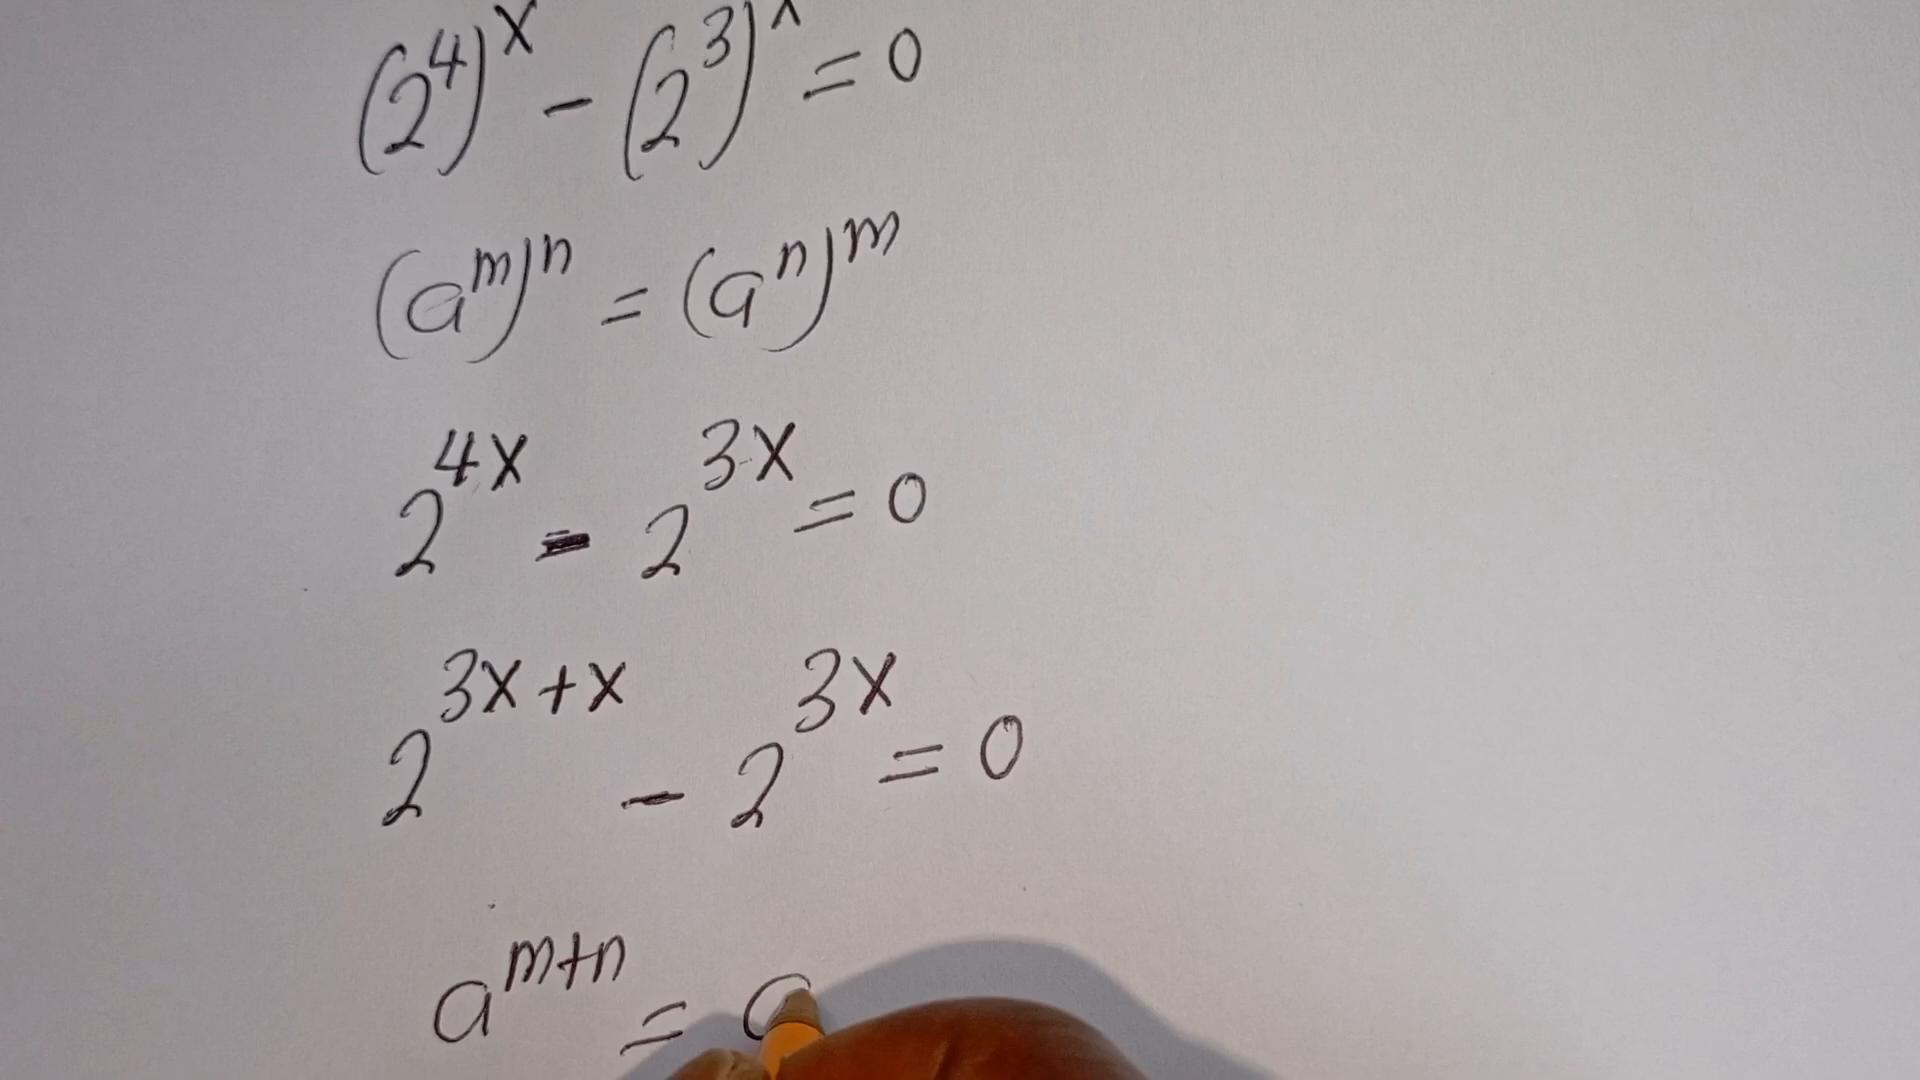 (2⁴)ˣ - (2³)ˣ = 0
(aᵐ)ⁿ = (aⁿ)ᵐ
2⁴ˣ - 2³ˣ = 0
2³ˣ⁺ˣ - 2³ˣ = 0
aᵐ⁺ⁿ = a